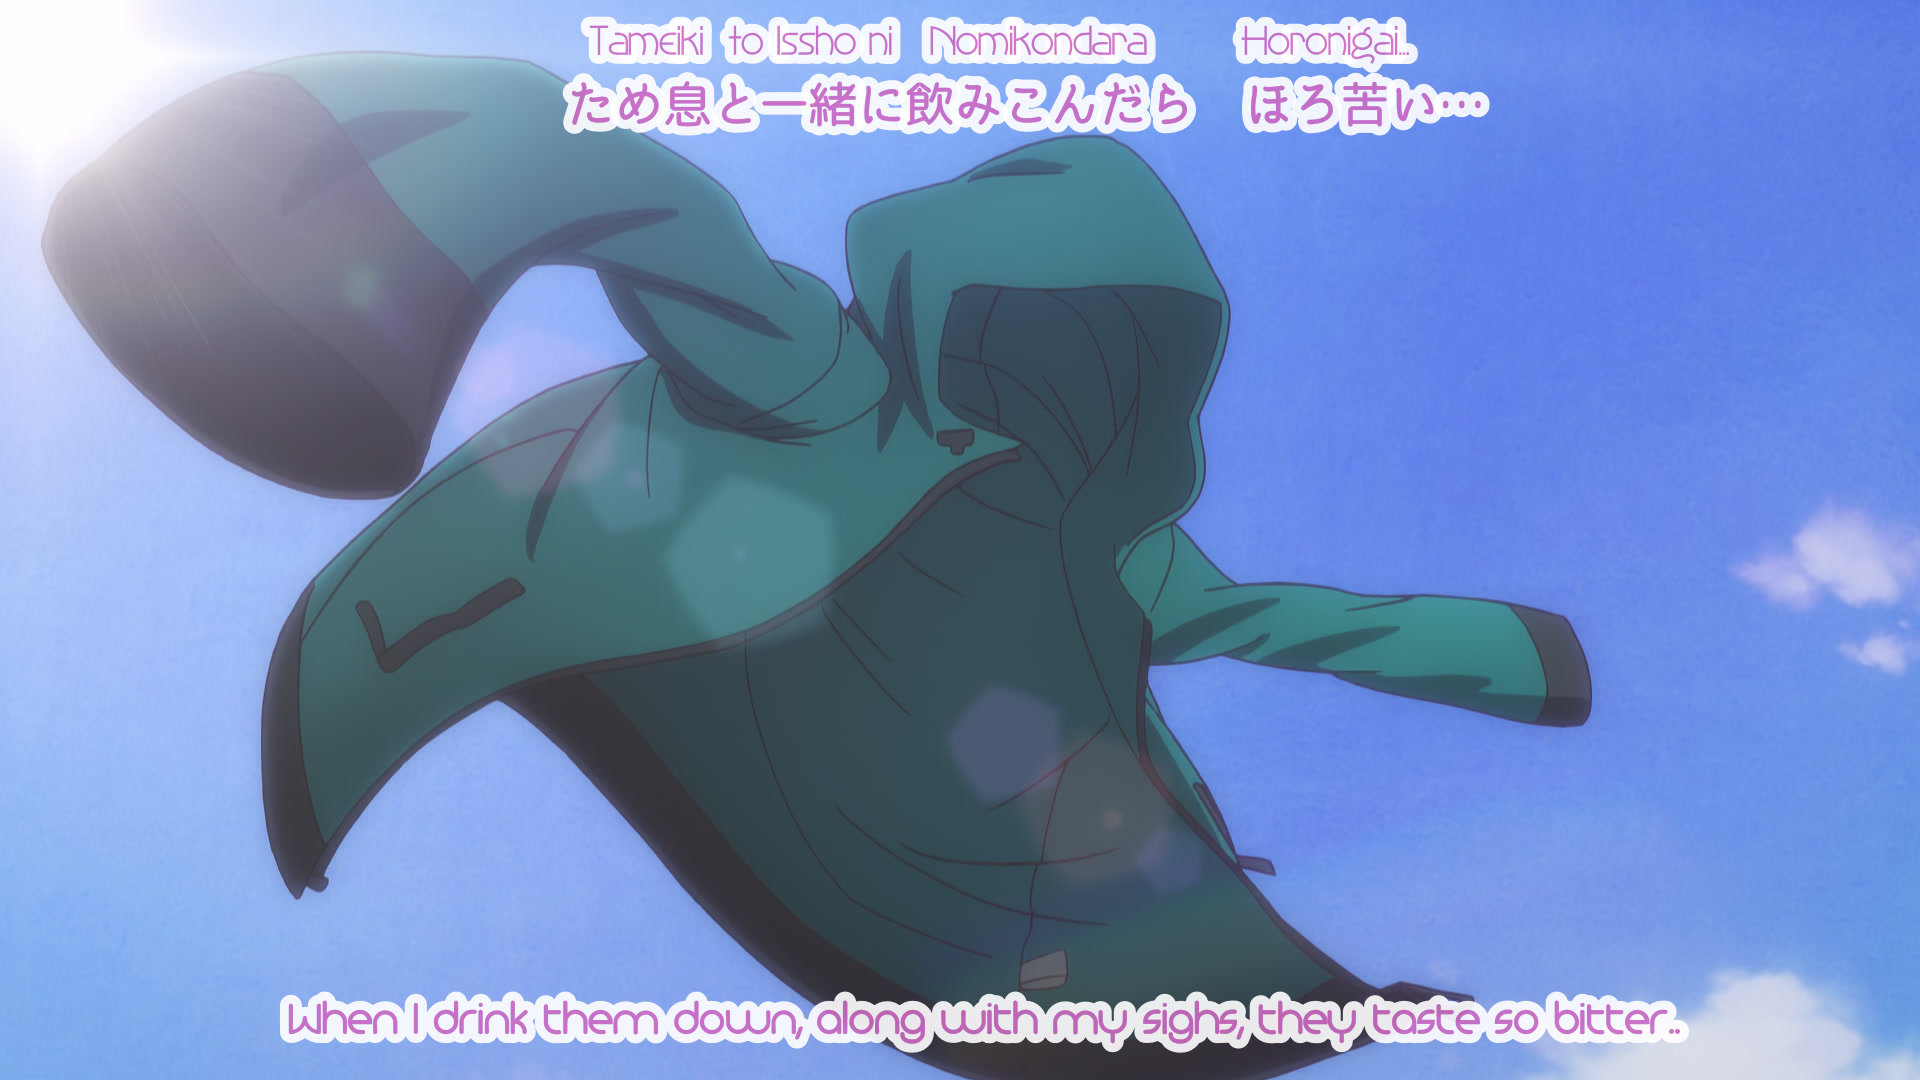 Tameiki to Issho ni Nomikondara Horonigai...
ため息と一緒に飲みこんだら ほろ苦い…
When I drink them down, along with my sighs, they taste so bitter..